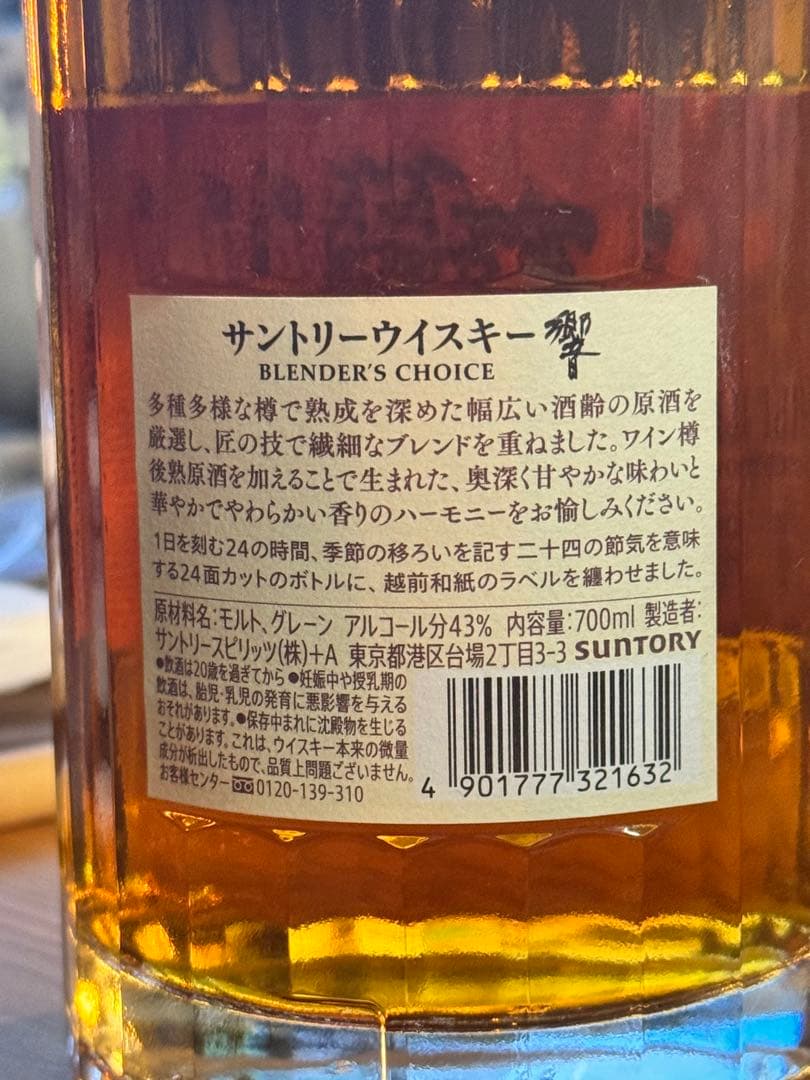 サントリーウイスキー 響
BLENDER'S CHOICE
多種多様な樽で熟成を深めた幅広い酒齢の原酒を
厳選し、匠の技で繊細なブレンドを重ねました。ワイン樽
後熟原酒を加えることで生まれた、奥深く甘やかな味わいと
華やかでやわらかい香りのハーモニーをお愉しみください。
1日を刻む24の時間、季節の移ろいを記す二十四の節気を意味
する24面カットのボトルに、越前和紙のラベルを纏わせました。
原材料名:モルト、グレーン アルコール分43% 内容量:700ml 製造者:
サントリースピリッツ(株)+A 東京都港区台場2丁目3-3 SUNTORY
●飲酒は20歳を過ぎてから ●妊娠中や授乳期の
飲酒は、胎児・乳児の発育に悪影響を与える
おそれがあります。●保存中まれに沈殿物を生じる
ことがあります。これは、ウイスキー本来の微量
成分が析出したもので、品質上問題ございません。
お客様センター 0120-139-310
4 901777 321632